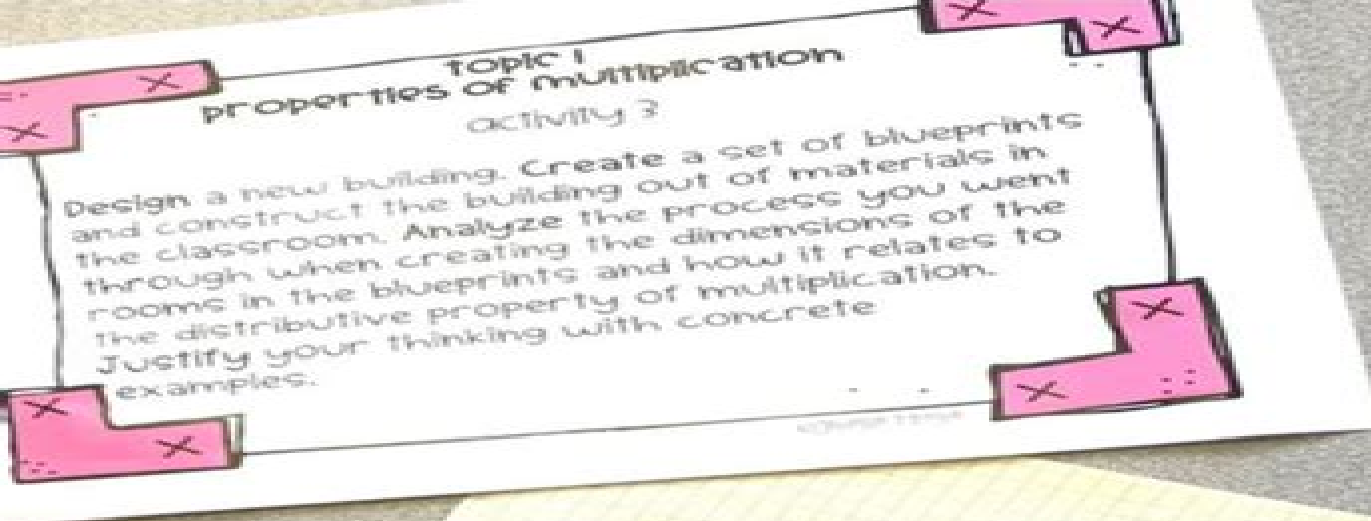 Topic 1
properties of multiplication
activity 3
Design a new building. Create a set of blueprints
and construct the building out of materials in
the classroom. Analyze the process you went
through when creating the dimensions of the
rooms in the blueprints and how it relates to
the distributive property of multiplication.
Justify your thinking with concrete
examples.